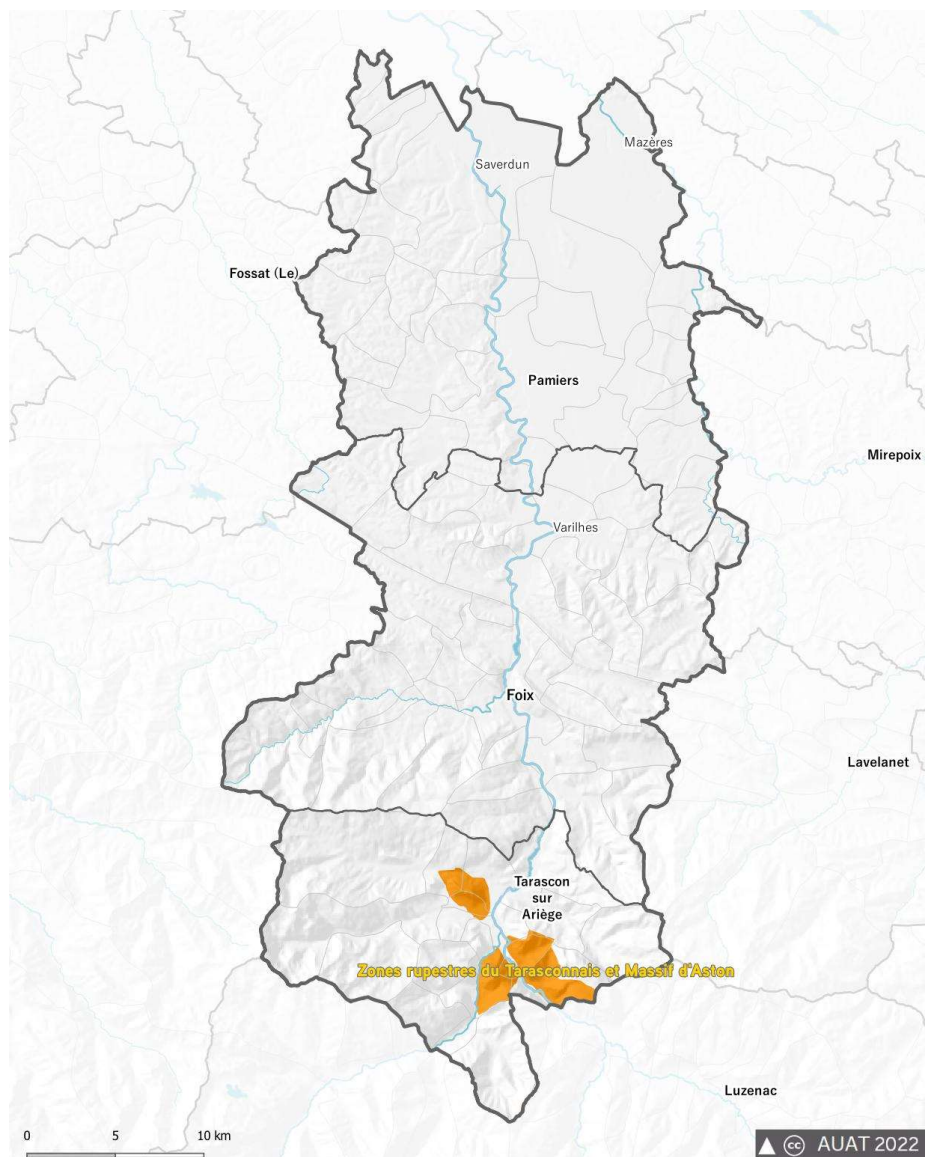 Saverdun
Mazères
Fossat (Le)
Pamiers
Mirepoix
Varilhes
Foix
Lavelanet
Tarascon
sur
Ariège
Zones rupestres du Tarasconnais et Massif d'Aston
Luzenac
0 5 10 km
cc AUAT 2022